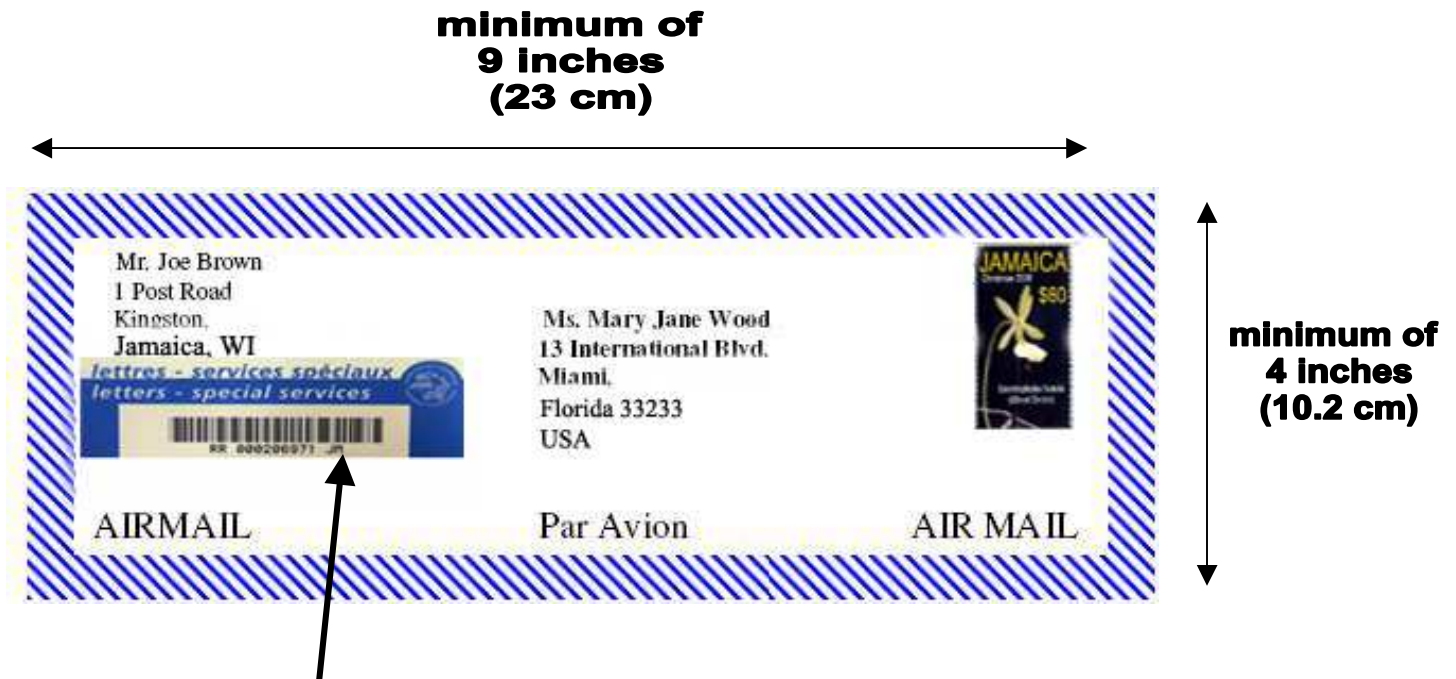 minimum of
9 inches
(23 cm)
Mr. Joe Brown
1 Post Road
Kingston,
Jamaica, WI
lettres - services spéciaux
letters - special services
RR JM
Ms. Mary Jane Wood
13 International Blvd.
Miami,
Florida 33233
USA
JAMAICA
$60
AIRMAIL
Par Avion
AIR MAIL
minimum of
4 inches
(10.2 cm)